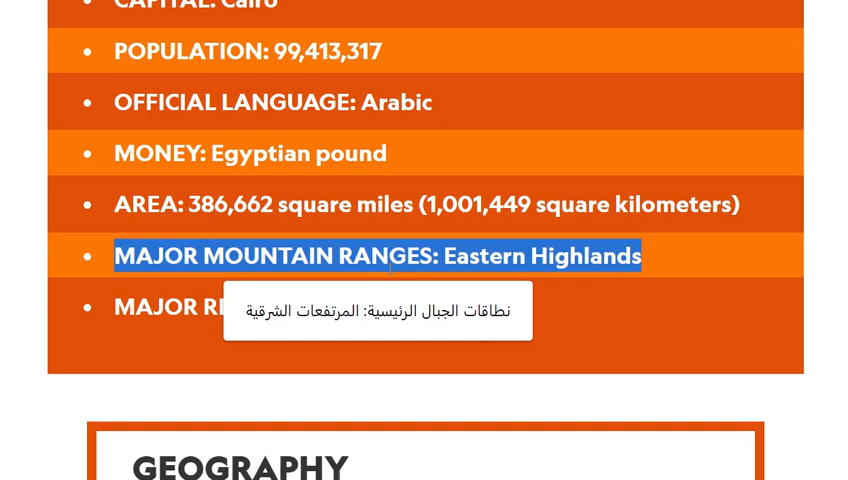 CAPITAL: Cairo
POPULATION: 99,413,317
OFFICIAL LANGUAGE: Arabic
MONEY: Egyptian pound
AREA: 386,662 square miles (1,001,449 square kilometers)
MAJOR MOUNTAIN RANGES: Eastern Highlands
MAJOR
نطاقات الجبال الرئيسية: المرتفعات الشرقية
GEOGRAPHY